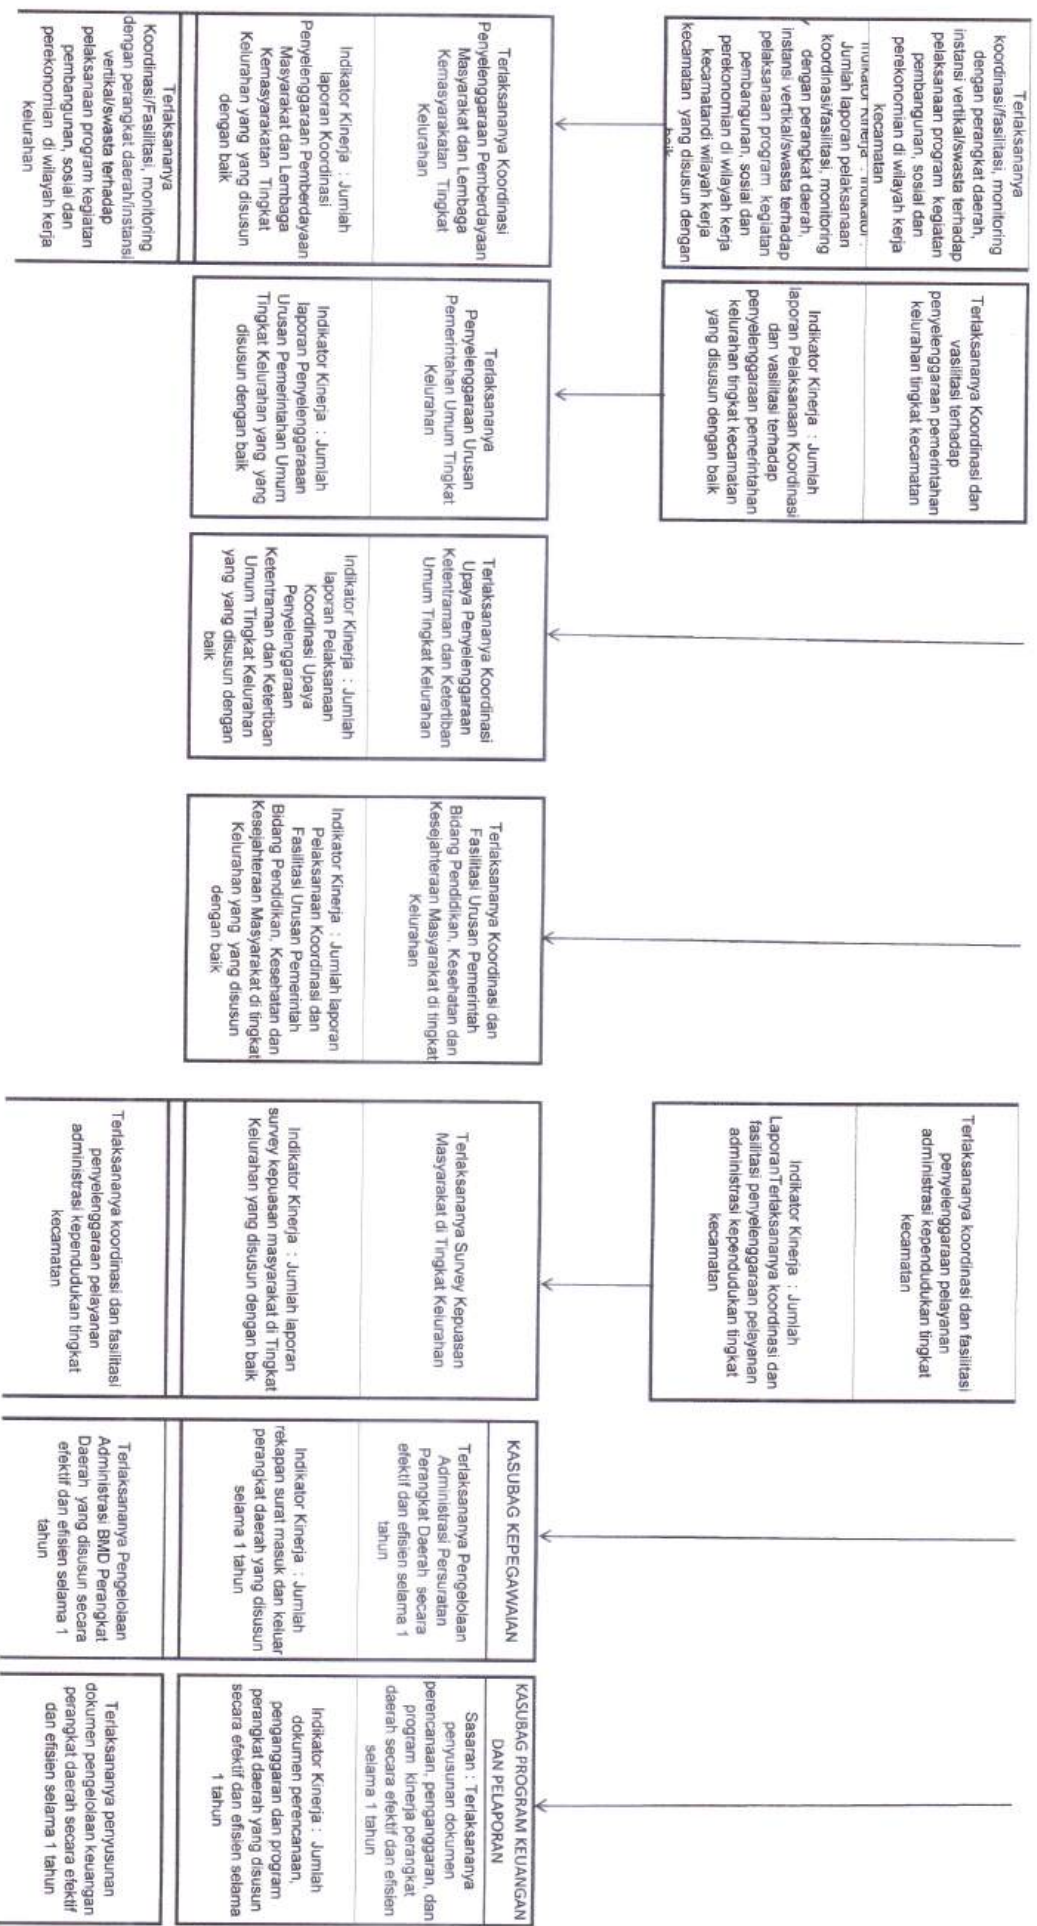 Terlaksananya
koordinasi/fasilitasi, monitoring
dengan perangkat daerah,
instansi vertikal/swasta terhadap
pelaksanaan program kegiatan
pembangunan, sosial dan
perekonomian di wilayah kerja
kecamatan
Jumlah laporan pelaksanaan
koordinasi/fasilitasi, monitoring
dengan perangkat daerah,
instansi vertikal/swasta terhadap
pelaksanaan program kegiatan
pembangunan, sosial dan
perekonomian di wilayah kerja
kecamatandi wilayah kerja
kecamatan yang disusun dengan
baik
Terlaksananya Koordinasi dan
vasilitasi terhadap
penyelenggaraan pemerintahan
kelurahan tingkat kecamatan
Indikator Kinerja : Jumlah
laporan Pelaksanaan Koordinasi
dan vasilitasi terhadap
penyelenggaraan pemerintahan
kelurahan tingkat kecamatan
yang disusun dengan baik
Terlaksananya koordinasi dan fasilitasi
penyelenggaraan pelayanan
administrasi kependudukan tingkat
kecamatan
Indikator Kinerja : Jumlah
LaporanTerlaksananya koordinasi dan
fasilitasi penyelenggaraan pelayanan
administrasi kependudukan tingkat
kecamatan
Terlaksananya Koordinasi
Penyelenggaraan Pemberdayaan
Masyarakat dan Lembaga
Kemasyarakatan Tingkat
Kelurahan
Indikator Kinerja : Jumlah
laporan Koordinasi
Penyelenggaraan Pemberdayaan
Masyarakat dan Lembaga
Kemasyarakatan Tingkat
Kelurahan yang yang disusun
dengan baik
Terlaksananya
Penyelenggaraan Urusan
Pemerintahan Umum Tingkat
Kelurahan
Indikator Kinerja : Jumlah
laporan Penyelenggaraaan
Urusan Pemerintahan Umum
Tingkat Kelurahan yang yang
disusun dengan baik
Terlaksananya Koordinasi
Upaya Penyelenggaraan
Ketentraman dan Ketertiban
Umum Tingkat Kelurahan
Indikator Kinerja : Jumlah
laporan Pelaksanaan
Koordinasi Upaya
Penyelenggaraan
Ketentraman dan Ketertiban
Umum Tingkat Kelurahan
yang yang disusun dengan
baik
Terlaksananya Koordinasi dan
Fasilitasi Urusan Pemerintah
Bidang Pendidikan, Kesehatan dan
Kesejahteraan Masyarakat di tingkat
Kelurahan
Indikator Kinerja : Jumlah laporan
Pelaksanaan Koordinasi dan
Fasilitasi Urusan Pemerintah
Bidang Pendidikan, Kesehatan dan
Kesejahteraan Masyarakat di tingkat
Kelurahan yang yang disusun
dengan baik
Terlaksananya Survey Kepuasan
Masyarakat di Tingkat Kelurahan
Indikator Kinerja : Jumlah laporan
survey kepuasan masyarakat di Tingkat
Kelurahan yang disusun dengan baik
KASUBAG KEPEGAWAIAN
Terlaksananya Pengelolaan
Administrasi Persuratan
Perangkat Daerah secara
efektif dan efisien selama 1
tahun
Indikator Kinerja : Jumlah
rekapan surat masuk dan keluar
perangkat daerah yang disusun
selama 1 tahun
KASUBAG PROGRAM KEUANGAN
DAN PELAPORAN
Sasaran : Terlaksananya
penyusunan dokumen
perencanaan, penganggaran, dan
program kinerja perangkat
daerah secara efektif dan efisien
selama 1 tahun
Indikator Kinerja : Jumlah
dokumen perencanaan,
penganggaran dan program
perangkat daerah yang disusun
secara efektif dan efisien selama
1 tahun
Terlaksananya
Koordinasi/Fasilitasi, monitoring
dengan perangkat daerah/instansi
vertikal/swasta terhadap
pelaksanaan program kegiatan
pembangunan, sosial dan
perekonomian di wilayah kerja
kelurahan
Terlaksananya koordinasi dan fasilitasi
penyelenggaraan pelayanan
administrasi kependudukan tingkat
kecamatan
Terlaksananya Pengelolaan
Administrasi BMD Perangkat
Daerah yang disusun secara
efektif dan efisien selama 1
tahun
Terlaksananya penyusunan
dokumen pengelolaan keuangan
perangkat daerah secara efektif
dan efisien selama 1 tahun